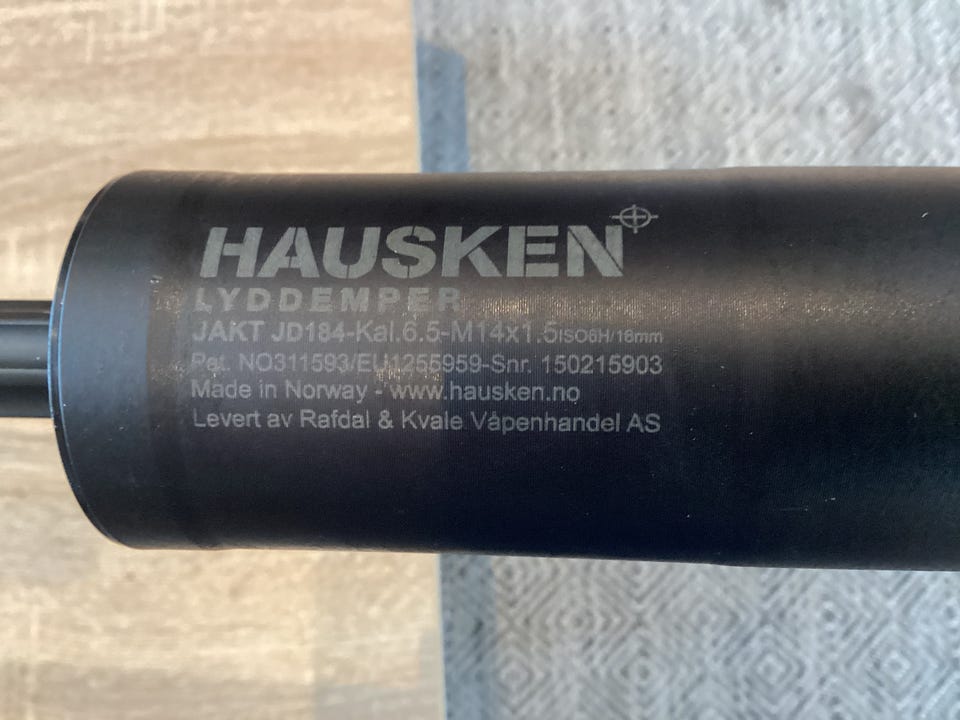 HAUSKEN
LYDDEMPER
JAKT JD184-Kal.6.5-M14x1.5ISO6H/18mm
Pat. NO311593/EU1255959-Snr. 150215903
Made in Norway - www.hausken.no
Levert av Rafdal & Kvale Våpenhandel AS